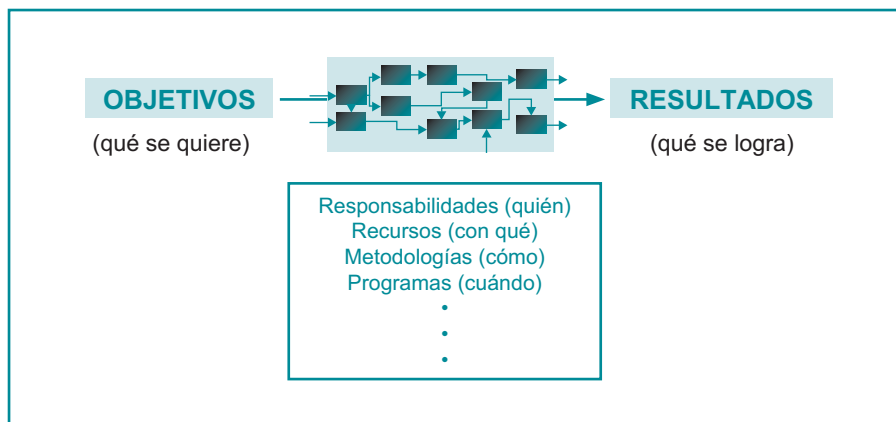 OBJETIVOS
(qué se quiere)
RESULTADOS
(qué se logra)
Responsabilidades (quién)
Recursos (con qué)
Metodologías (cómo)
Programas (cuándo)
•
•
•